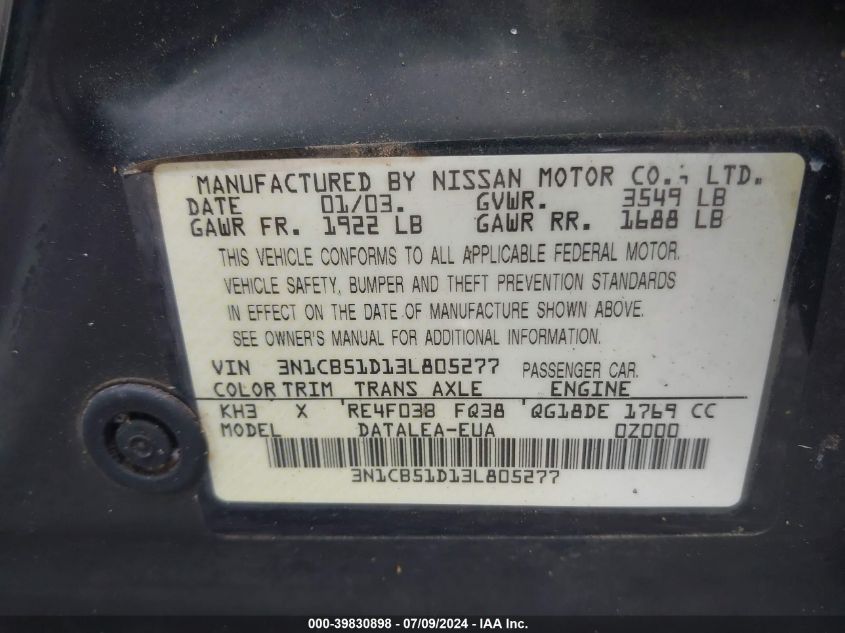 MANUFACTURED BY NISSAN MOTOR CO., LTD.
DATE 01/03. GVWR. 3549 LB
GAWR FR. 1922 LB GAWR RR. 1688 LB
THIS VEHICLE CONFORMS TO ALL APPLICABLE FEDERAL MOTOR.
VEHICLE SAFETY, BUMPER AND THEFT PREVENTION STANDARDS
IN EFFECT ON THE DATE OF MANUFACTURE SHOWN ABOVE.
SEE OWNER'S MANUAL FOR ADDITIONAL INFORMATION.
VIN 3N1CB51D13L805277 PASSENGER CAR.
COLOR TRIM TRANS AXLE ENGINE
KH3 X RE4F03B FQ38 QG18DE 1769 CC
MODEL DATALEA-EUA 0Z000
3N1CB51D13L805277
000-39830898 / 07/09/2024 - IAA Inc.